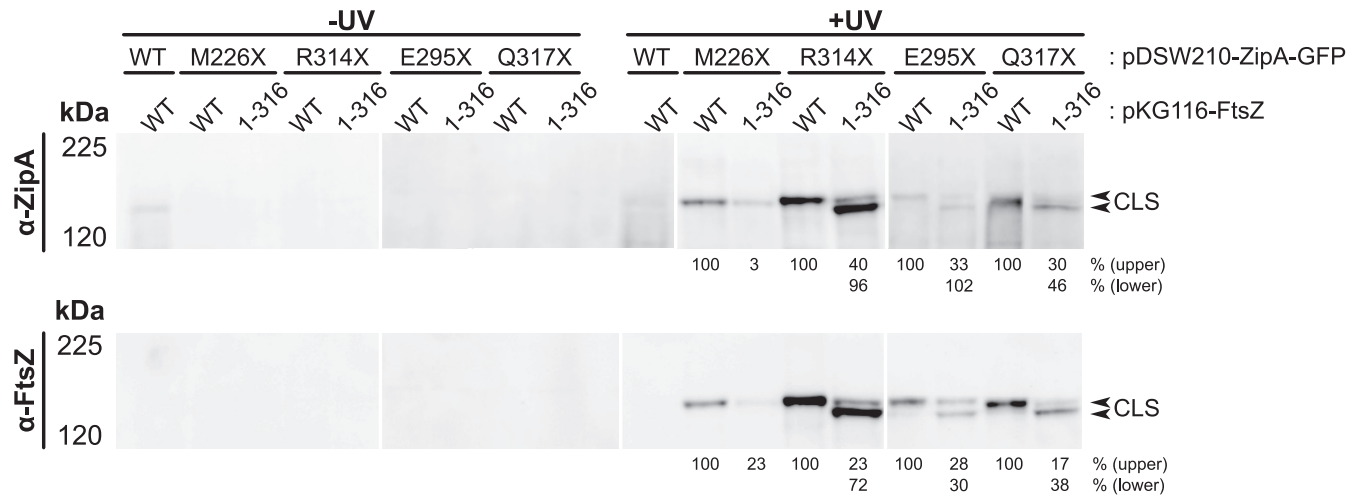 -UV +UV
WT M226X R314X E295X Q317X WT M226X R314X E295X Q317X : pDSW210-ZipA-GFP
kDa WT WT 1-316 WT 1-316 WT 1-316 WT 1-316 WT WT 1-316 WT 1-316 WT 1-316 WT 1-316 : pKG116-FtsZ
α-ZipA
225
CLS
120
100 3 100 40 100 33 100 30 % (upper)
96 102 46 % (lower)
kDa
α-FtsZ
225
CLS
120
100 23 100 23 100 28 100 17 % (upper)
72 30 38 % (lower)